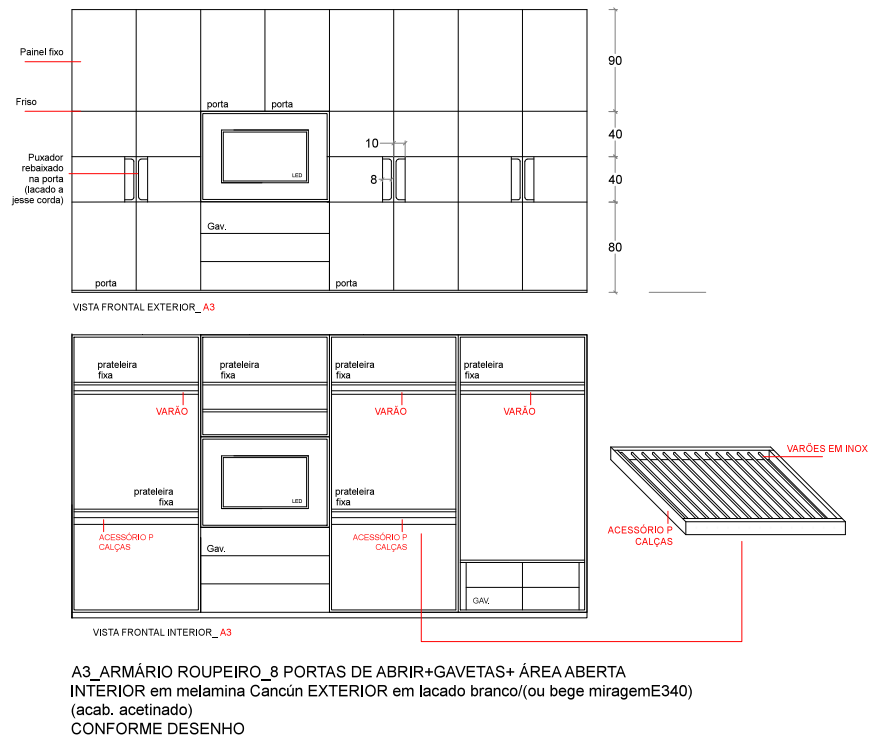 Painel fixo
Friso
Puxador
rebaixado
na porta
(lacado a
jesse corda)
porta
porta
LED
10
8
90
40
40
80
Gav.
porta
porta
VISTA FRONTAL EXTERIOR_ A3
prateleira
fixa
prateleira
fixa
prateleira
fixa
prateleira
fixa
VARÃO
VARÃO
VARÃO
VARÕES EM INOX
prateleira
fixa
LED
prateleira
fixa
ACESSÓRIO P
CALÇAS
ACESSÓRIO P
CALÇAS
ACESSÓRIO P
CALÇAS
Gav.
GAV.
VISTA FRONTAL INTERIOR_ A3
A3_ARMÁRIO ROUPEIRO_8 PORTAS DE ABRIR+GAVETAS+ ÁREA ABERTA
INTERIOR em melamina Cancún EXTERIOR em lacado branco/(ou bege miragemE340)
(acab. acetinado)
CONFORME DESENHO